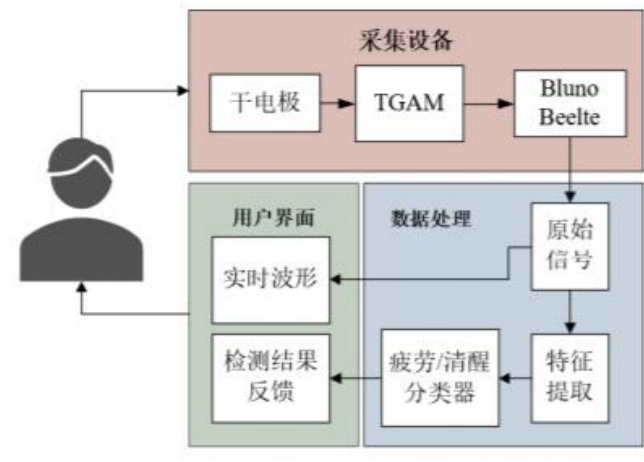 采集设备
干电极
TGAM
Bluno
Beelte
用户界面
数据处理
实时波形
原始
信号
检测结果
反馈
疲劳/清醒
分类器
特征
提取